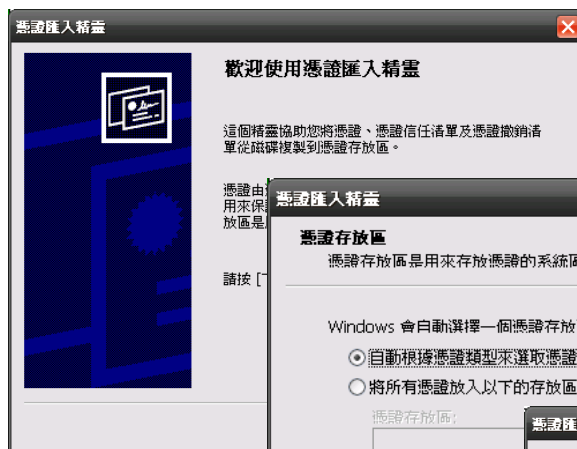 憑證匯入精靈
歡迎使用憑證匯入精靈
這個精靈協助您將憑證、憑證信任清單及憑證撤銷清
單從磁碟複製到憑證存放區。
憑證由
用來保
放區是
請按 [下
憑證匯入精靈
憑證存放區
憑證存放區是用來存放憑證的系統區
Windows 會自動選擇一個憑證存放
自動根據憑證類型來選取憑證
將所有憑證放入以下的存放區
憑證存放區:
憑證匯